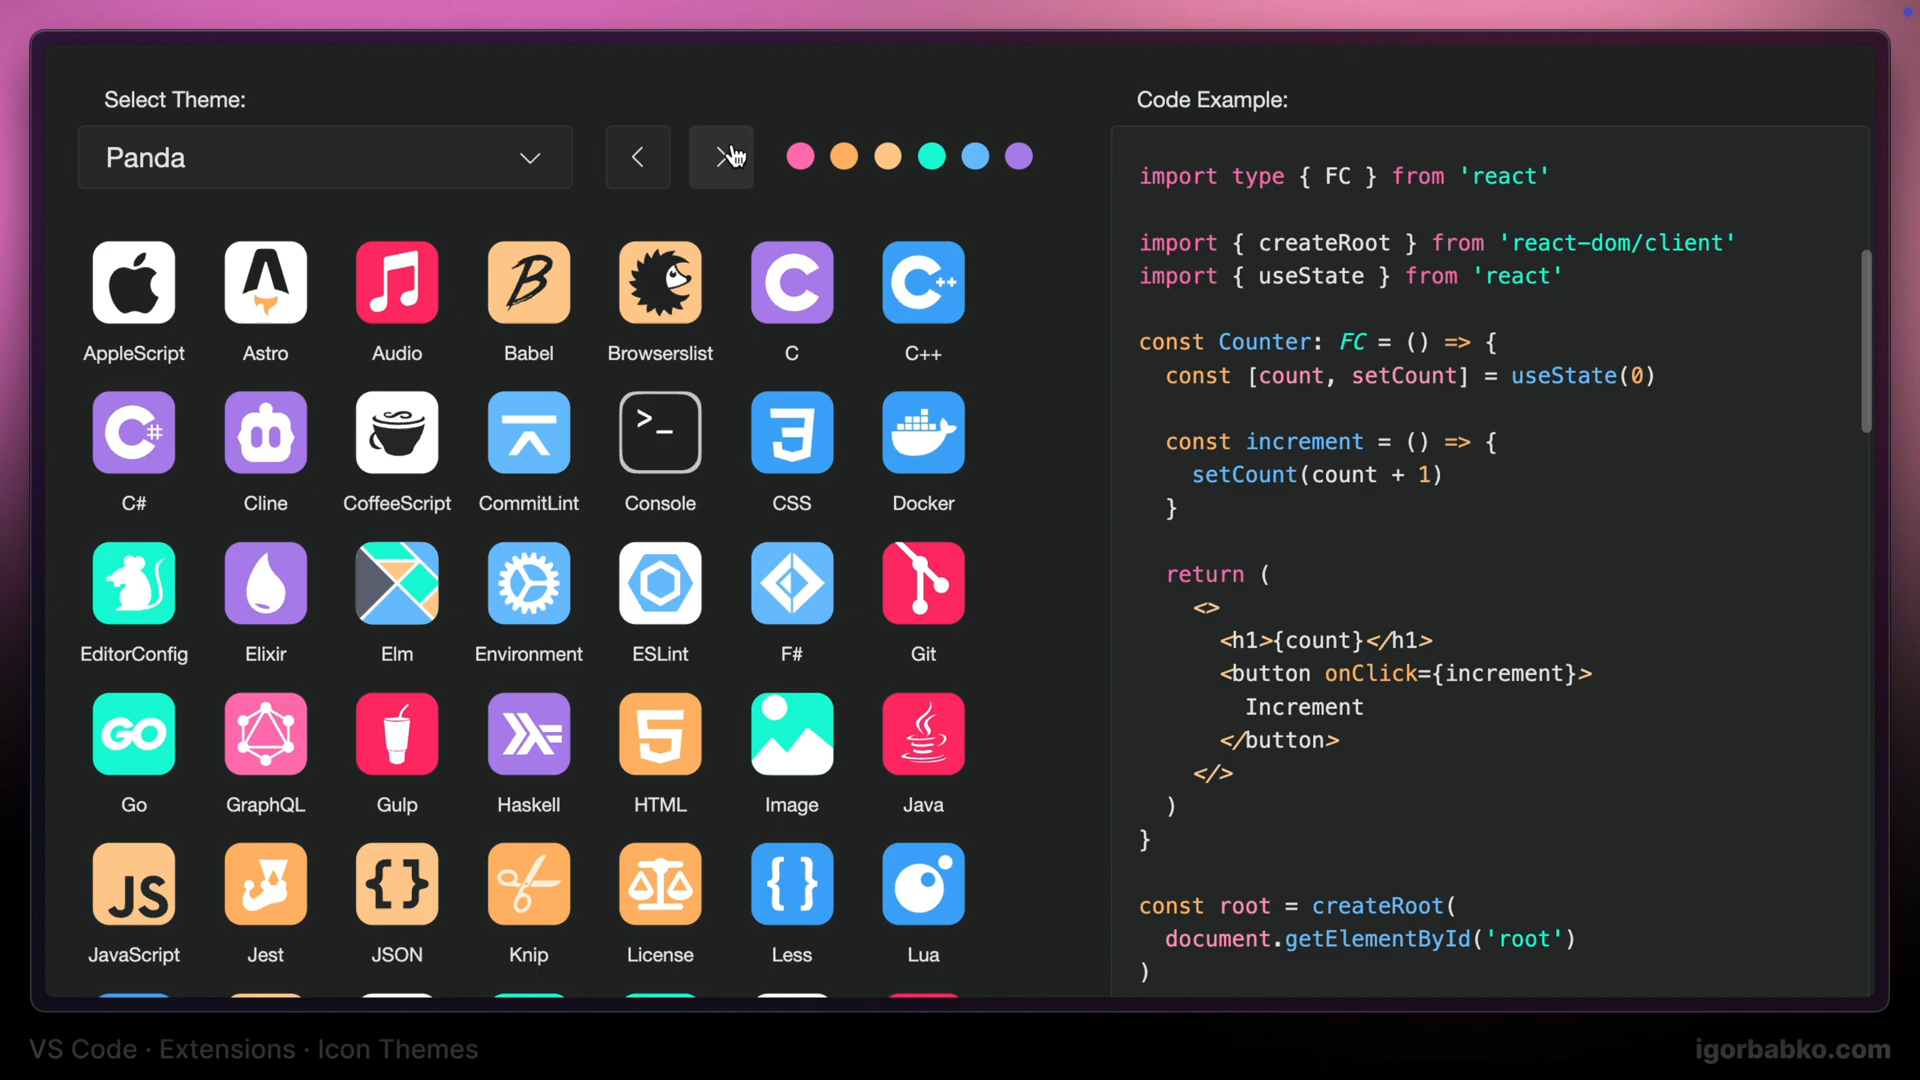 Select Theme:
Panda
AppleScript Astro Audio Babel Browserslist C C++
C# Cline CoffeeScript CommitLint Console CSS Docker
EditorConfig Elixir Elm Environment ESLint F# Git
GO
Go GraphQL Gulp Haskell HTML Image Java
JS
JavaScript Jest JSON Knip License Less Lua
Code Example:
import type { FC } from 'react'
import { createRoot } from 'react-dom/client'
import { useState } from 'react'
const Counter: FC = () => {
const [count, setCount] = useState(0)
const increment = () => {
setCount(count + 1)
}
return (
<>
<h1>{count}</h1>
<button onClick={increment}>
Increment
</button>
</>
)
}
const root = createRoot(
document.getElementById('root')
)
VS Code · Extensions · Icon Themes
igorbabko.com